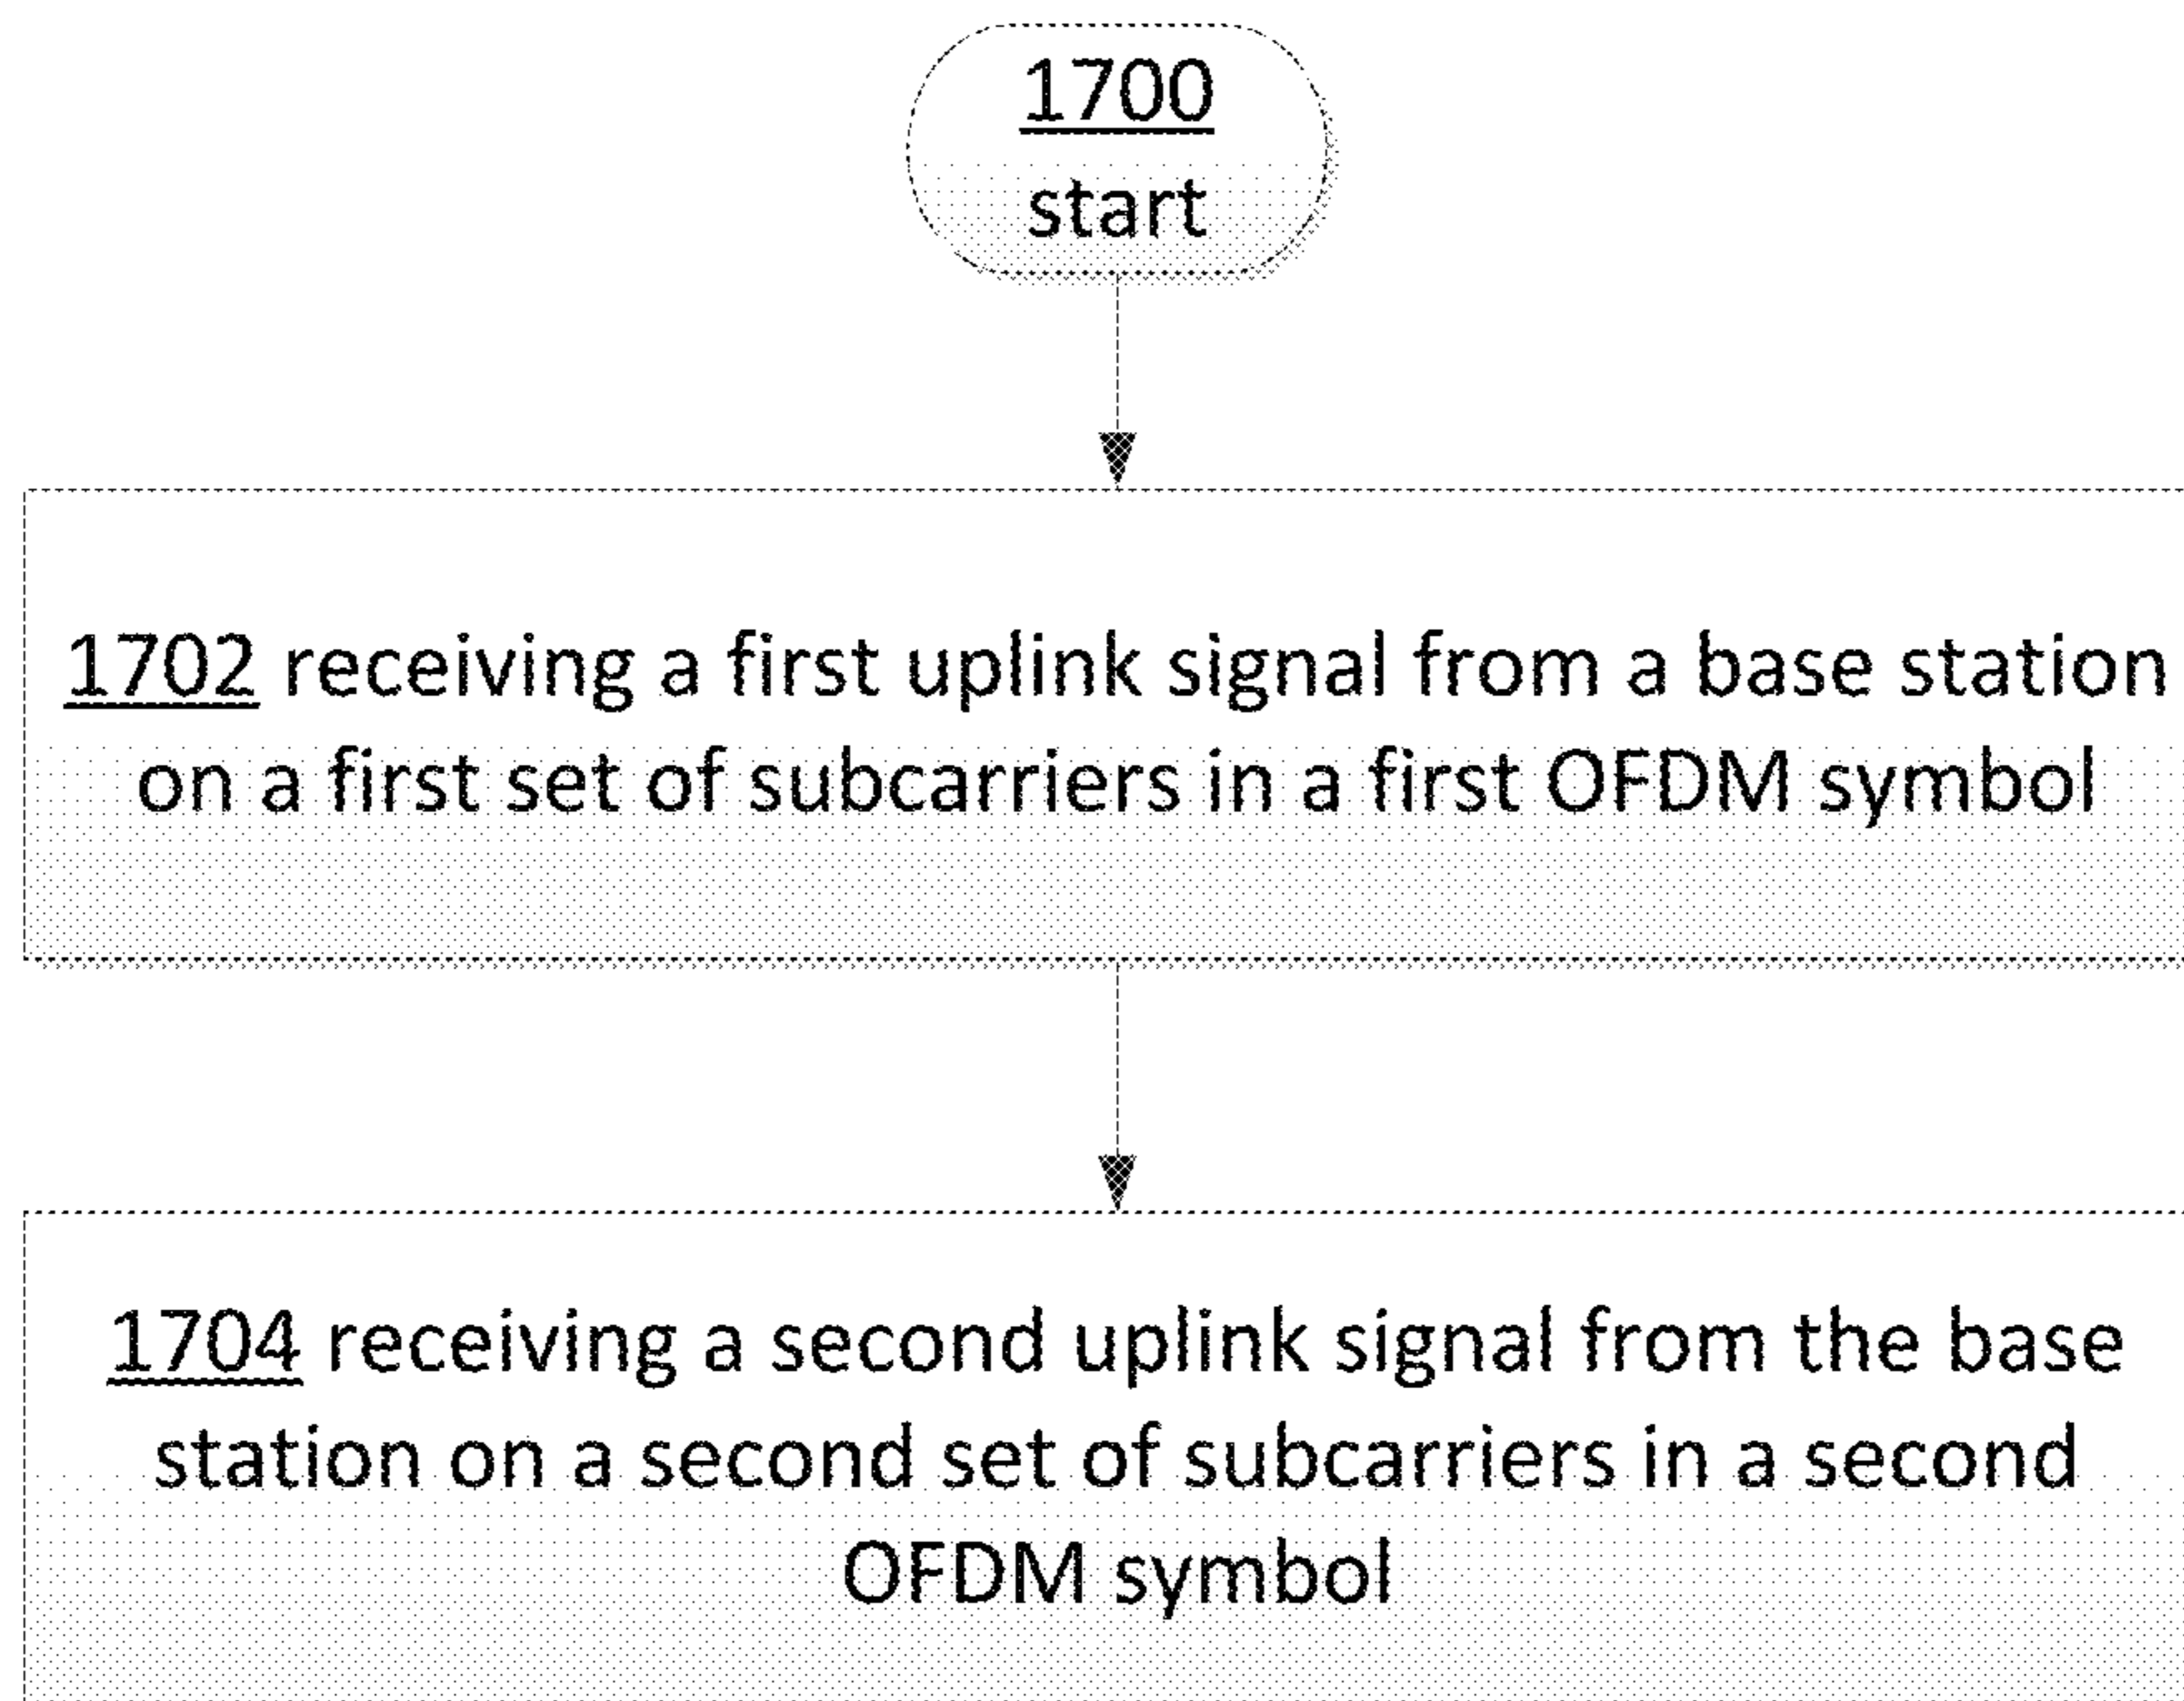 1700
start
1702 receiving a first uplink signal from a base station
on a first set of subcarriers in a first OFDM symbol
1704 receiving a second uplink signal from the base
station on a second set of subcarriers in a second
OFDM symbol